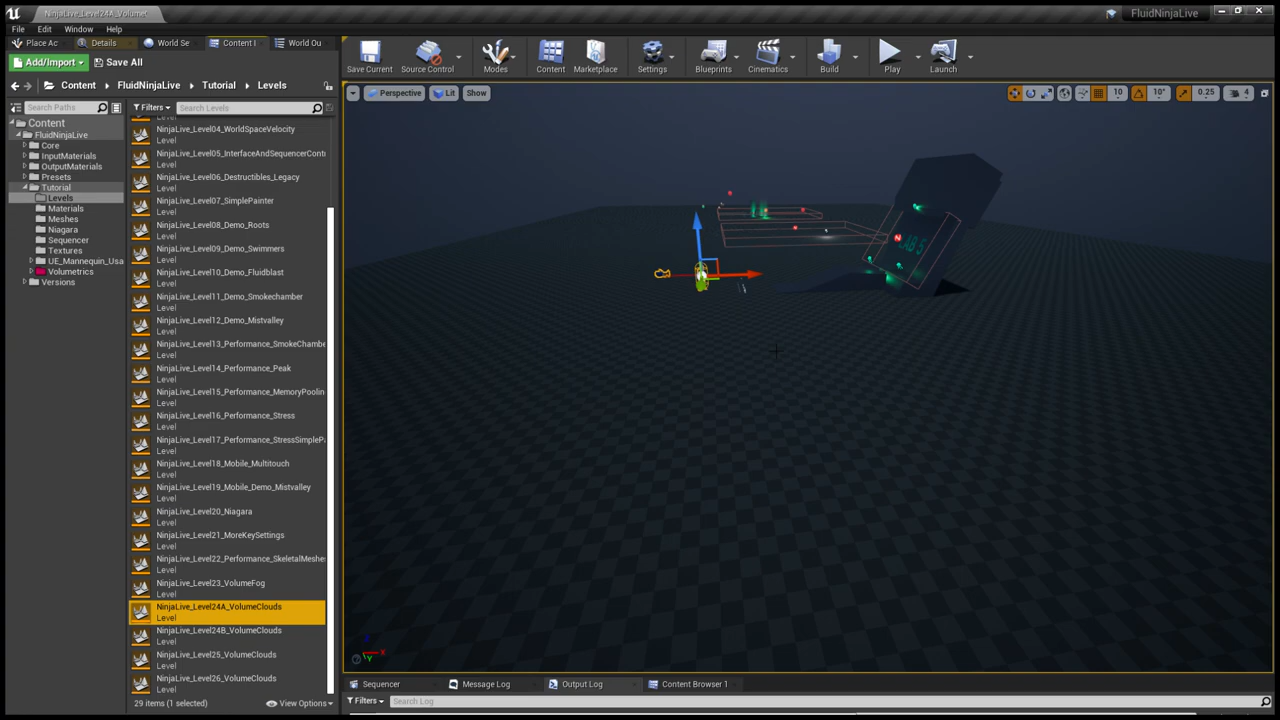 NinjaLive_Level24A_Volume*
FluidNinjaLive
File Edit Window Help
Place Ac Details World Se Content World Ou
Add/Import Save All
Save Current Source Control Modes Content Marketplace Settings Blueprints Cinematics Build Play Launch
Content FluidNinjaLive Tutorial Levels
Perspective Lit Show 10 10° 0.25 4
Search Paths Filters Search Levels
Content
FluidNinjaLive
Core
InputMaterials
OutputMaterials
Presets
Tutorial
Levels
Materials
Meshes
Niagara
Sequencer
Textures
UE_Mannequin_Usa
Volumetrics
Versions
NinjaLive_Level04_WorldSpaceVelocity
Level
NinjaLive_Level05_InterfaceAndSequencerContr
Level
NinjaLive_Level06_Destructibles_Legacy
Level
NinjaLive_Level07_SimplePainter
Level
NinjaLive_Level08_Demo_Roots
Level
NinjaLive_Level09_Demo_Swimmers
Level
NinjaLive_Level10_Demo_Fluidblast
Level
NinjaLive_Level11_Demo_Smokechamber
Level
NinjaLive_Level12_Demo_Mistvalley
Level
NinjaLive_Level13_Performance_SmokeChambe
Level
NinjaLive_Level14_Performance_Peak
Level
NinjaLive_Level15_Performance_MemoryPoolin
Level
NinjaLive_Level16_Performance_Stress
Level
NinjaLive_Level17_Performance_StressSimpleP
Level
NinjaLive_Level18_Mobile_Multitouch
Level
NinjaLive_Level19_Mobile_Demo_Mistvalley
Level
NinjaLive_Level20_Niagara
Level
NinjaLive_Level21_MoreKeySettings
Level
NinjaLive_Level22_Performance_SkeletalMeshe
Level
NinjaLive_Level23_VolumeFog
Level
NinjaLive_Level24A_VolumeClouds
Level
NinjaLive_Level24B_VolumeClouds
Level
NinjaLive_Level25_VolumeClouds
Level
NinjaLive_Level26_VolumeClouds
Level
29 items (1 selected) View Options
Sequencer Message Log Output Log Content Browser 1
Filters Search Log